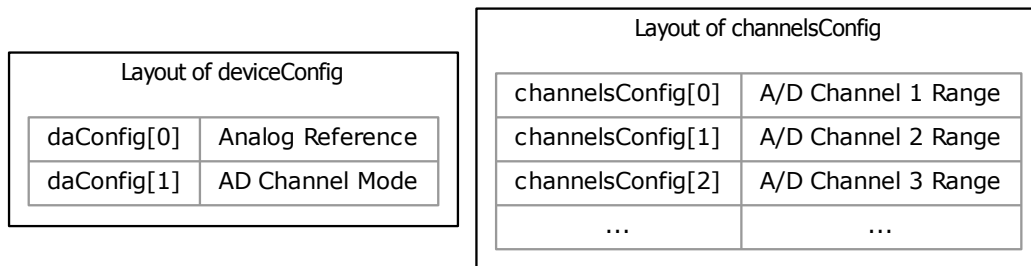 Layout of deviceConfig
daConfig[0] Analog Reference
daConfig[1] AD Channel Mode
Layout of channelsConfig
channelsConfig[0] A/D Channel 1 Range
channelsConfig[1] A/D Channel 2 Range
channelsConfig[2] A/D Channel 3 Range
... ...